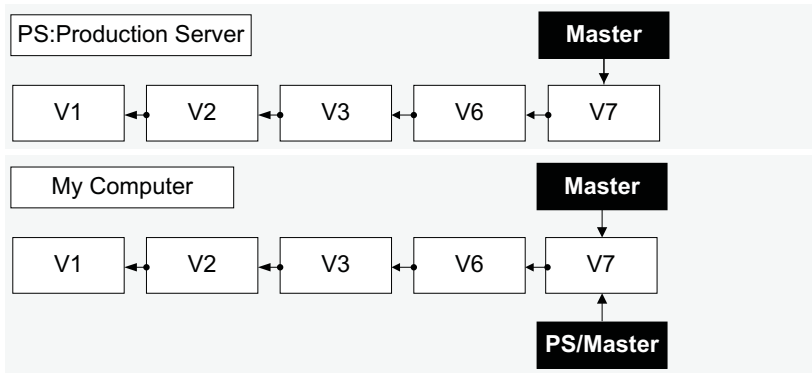 PS:Production Server
Master
V1 V2 V3 V6 V7
My Computer
Master
V1 V2 V3 V6 V7
PS/Master